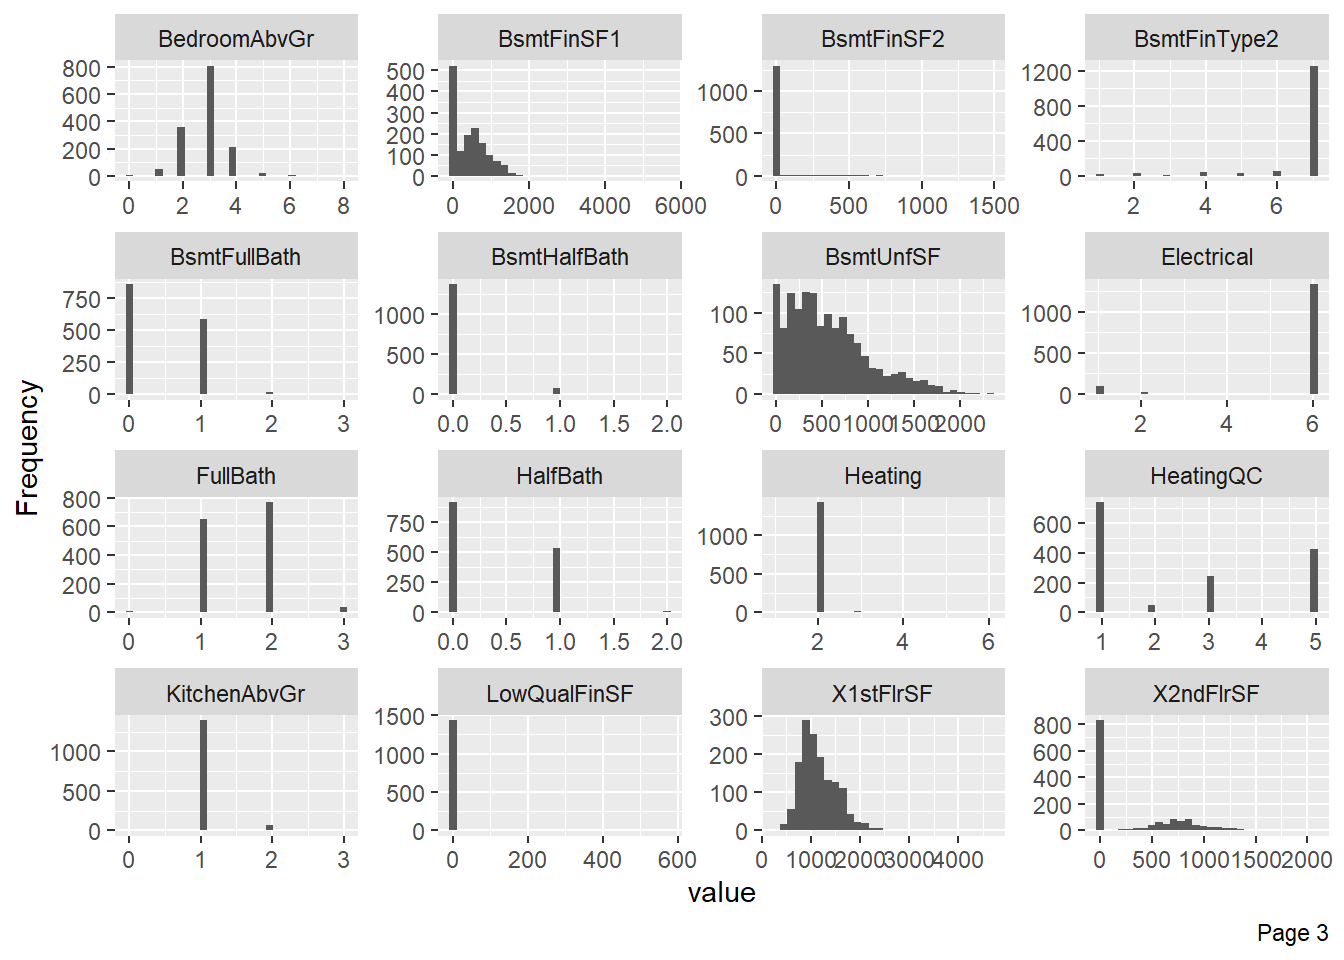 BedroomAbvGr BsmtFinSF1 BsmtFinSF2 BsmtFinType2
800 600 400 200 0
500 400 300 200 100 0
1000 500 0
1200 800 400 0
0 2 4 6 8
0 2000 4000 6000
0 500 1000 1500
2 4 6
BsmtFullBath BsmtHalfBath BsmtUnfSF Electrical
750 500 250 0
1000 500 0
100 50 0
1000 500 0
0 1 2 3
0.0 0.5 1.0 1.5 2.0
0 500 1000 1500 2000
2 4 6
FullBath HalfBath Heating HeatingQC
800 600 400 200 0
750 500 250 0
1000 500 0
600 400 200 0
0 1 2 3
0.0 0.5 1.0 1.5 2.0
2 4 6
1 2 3 4 5
KitchenAbvGr LowQualFinSF X1stFlrSF X2ndFlrSF
1000 500 0
1500 1000 500 0
300 200 100 0
800 600 400 200 0
0 1 2 3
0 200 400 600
0 1000 2000 3000 4000
0 500 1000 1500 2000
Frequency
value
Page 3